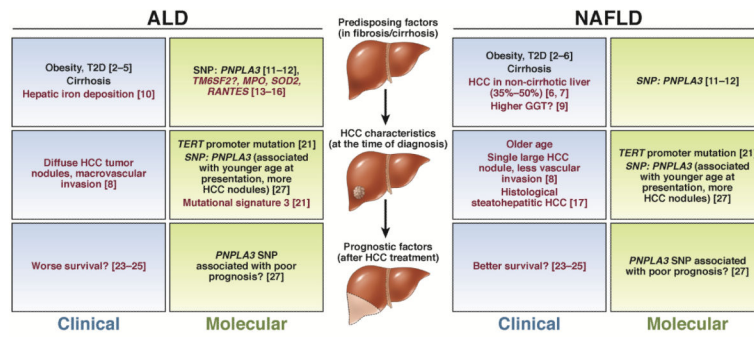 ALD
Obesity, T2D [2–5]
Cirrhosis
Hepatic iron deposition [10]
SNP: PNPLA3 [11–12],
TM6SF2?, MPO, SOD2,
RANTES [13–16]
Diffuse HCC tumor
nodules, macrovascular
invasion [8]
TERT promoter mutation [21]
SNP: PNPLA3 (associated
with younger age at
presentation, more
HCC nodules) [27]
Mutational signature 3 [21]
Worse survival? [23–25]
PNPLA3 SNP
associated with poor
prognosis? [27]
Clinical
Molecular
Predisposing factors
(in fibrosis/cirrhosis)
HCC characteristics
(at the time of diagnosis)
Prognostic factors
(after HCC treatment)
NAFLD
Obesity, T2D [2–6]
Cirrhosis
HCC in non-cirrhotic liver
(35%–50%) [6, 7]
Higher GGT? [9]
SNP: PNPLA3 [11–12]
Older age
Single large HCC
nodule, less vascular
invasion [8]
Histological
steatohepatic HCC [17]
TERT promoter mutation [21
SNP: PNPLA3 (associated
with younger age at
presentation, more
HCC nodules) [27]
Better survival? [23–25]
PNPLA3 SNP associated
with poor prognosis? [27]
Clinical
Molecular